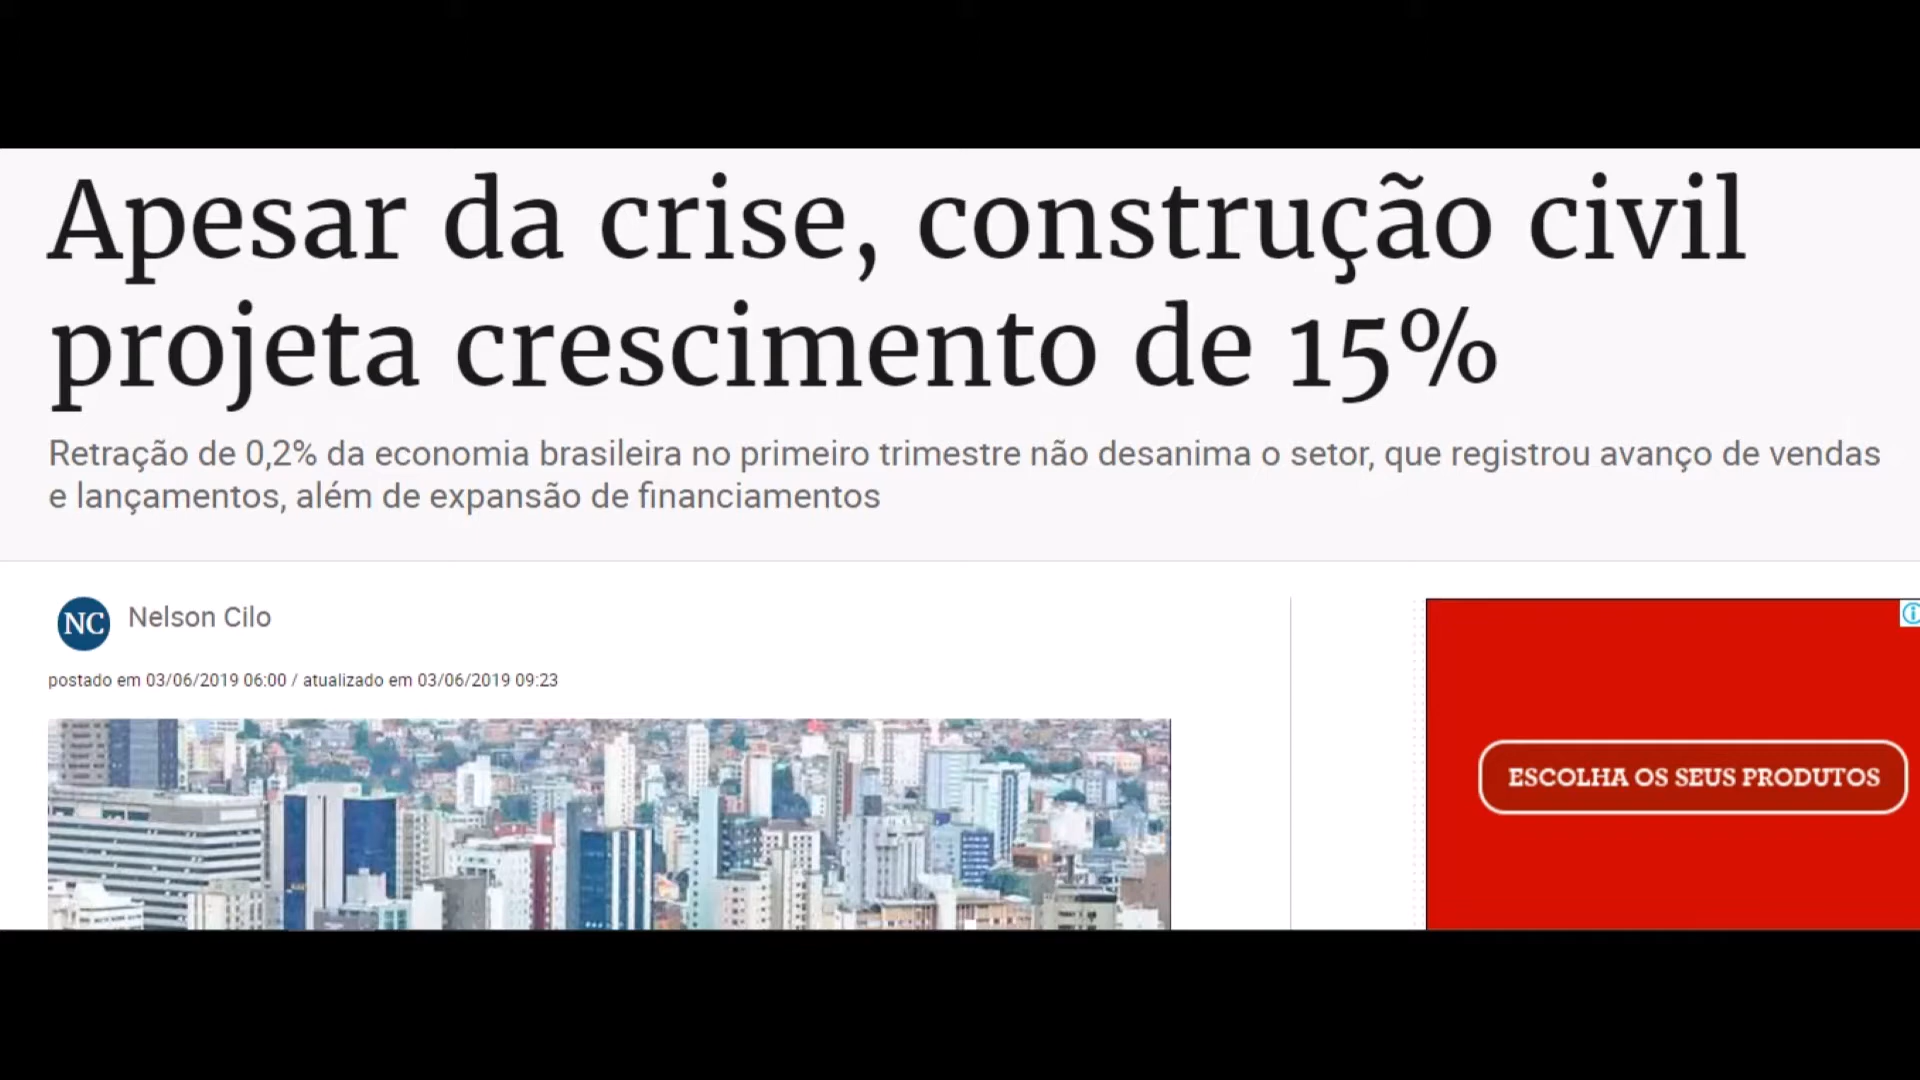 Apesar da crise, construção civil
projeta crescimento de 15%
Retração de 0,2% da economia brasileira no primeiro trimestre não desanima o setor, que registrou avanço de vendas
e lançamentos, além de expansão de financiamentos
NC
Nelson Cilo
postado em 03/06/2019 06:00 / atualizado em 03/06/2019 09:23
ESCOLHA OS SEUS PRODUTOS